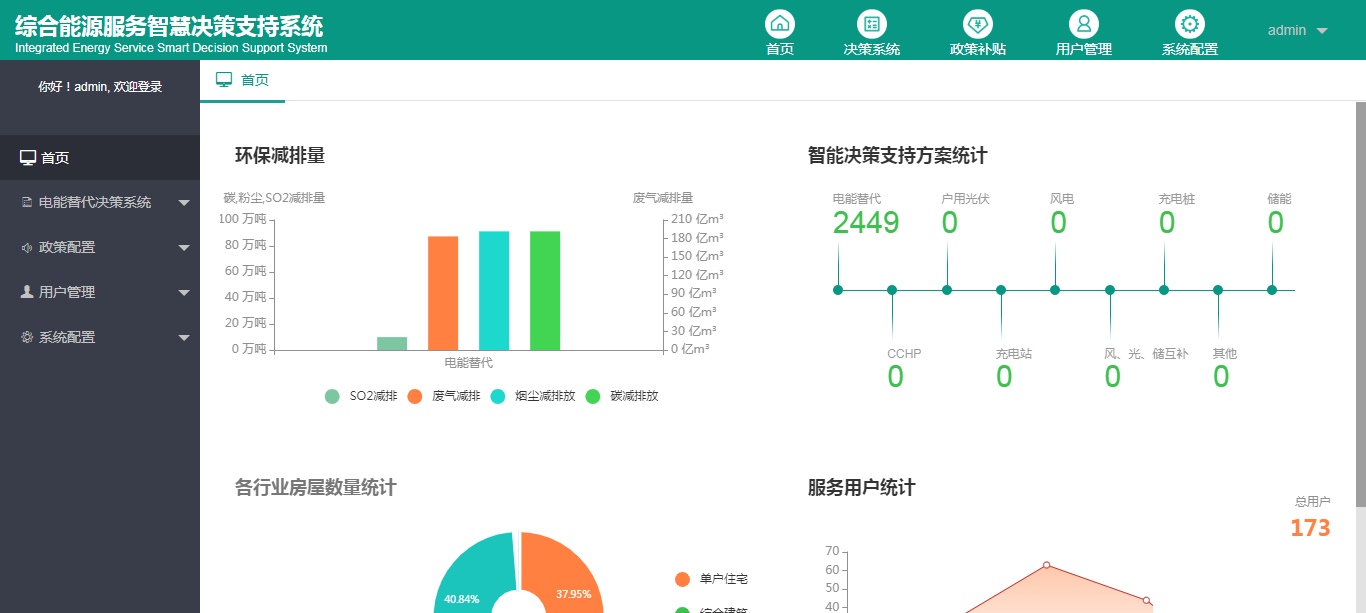 综合能源服务智慧决策支持系统
Integrated Energy Service Smart Decision Support System
首页
决策系统
政策补贴
用户管理
系统配置
admin
你好！admin, 欢迎登录
首页
首页
电能替代决策系统
政策配置
用户管理
系统配置
环保减排量
碳,粉尘,SO2减排量
废气减排量
100 万吨
80 万吨
60 万吨
40 万吨
20 万吨
0 万吨
210 亿m³
180 亿m³
150 亿m³
120 亿m³
90 亿m³
60 亿m³
30 亿m³
0 亿m³
电能替代
SO2减排
废气减排
烟尘减排放
碳减排放
智能决策支持方案统计
电能替代
2449
户用光伏
0
风电
0
充电桩
0
储能
0
CCHP
0
充电站
0
风、光、储互补
0
其他
0
各行业房屋数量统计
40.84%
37.95%
单户住宅
综合建筑
服务用户统计
总用户
173
70
60
50
40